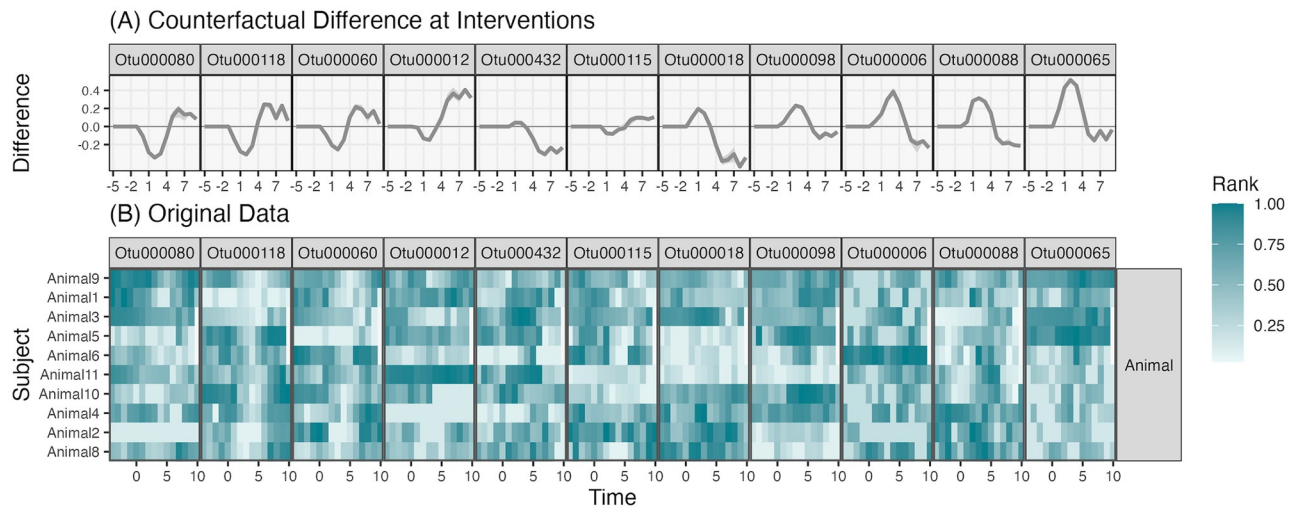 (A) Counterfactual Difference at Interventions
Otu000080 Otu000118 Otu000060 Otu000012 Otu000432 Otu000115 Otu000018 Otu000098 Otu000006 Otu000088 Otu000065
Difference
0.4
0.2
0.0
-0.2
-5 -2 1 4 7 -5 -2 1 4 7 -5 -2 1 4 7 -5 -2 1 4 7 -5 -2 1 4 7 -5 -2 1 4 7 -5 -2 1 4 7 -5 -2 1 4 7 -5 -2 1 4 7 -5 -2 1 4 7 -5 -2 1 4 7
(B) Original Data
Otu000080 Otu000118 Otu000060 Otu000012 Otu000432 Otu000115 Otu000018 Otu000098 Otu000006 Otu000088 Otu000065
Subject
Animal9
Animal1
Animal3
Animal5
Animal6
Animal11
Animal10
Animal4
Animal2
Animal8
Animal
0 5 10 0 5 10 0 5 10 0 5 10 0 5 10 0 5 10 0 5 10 0 5 10 0 5 10 0 5 10 0 5 10
Time
Rank
1.00
0.75
0.50
0.25